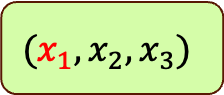 (x₁, x₂, x₃)